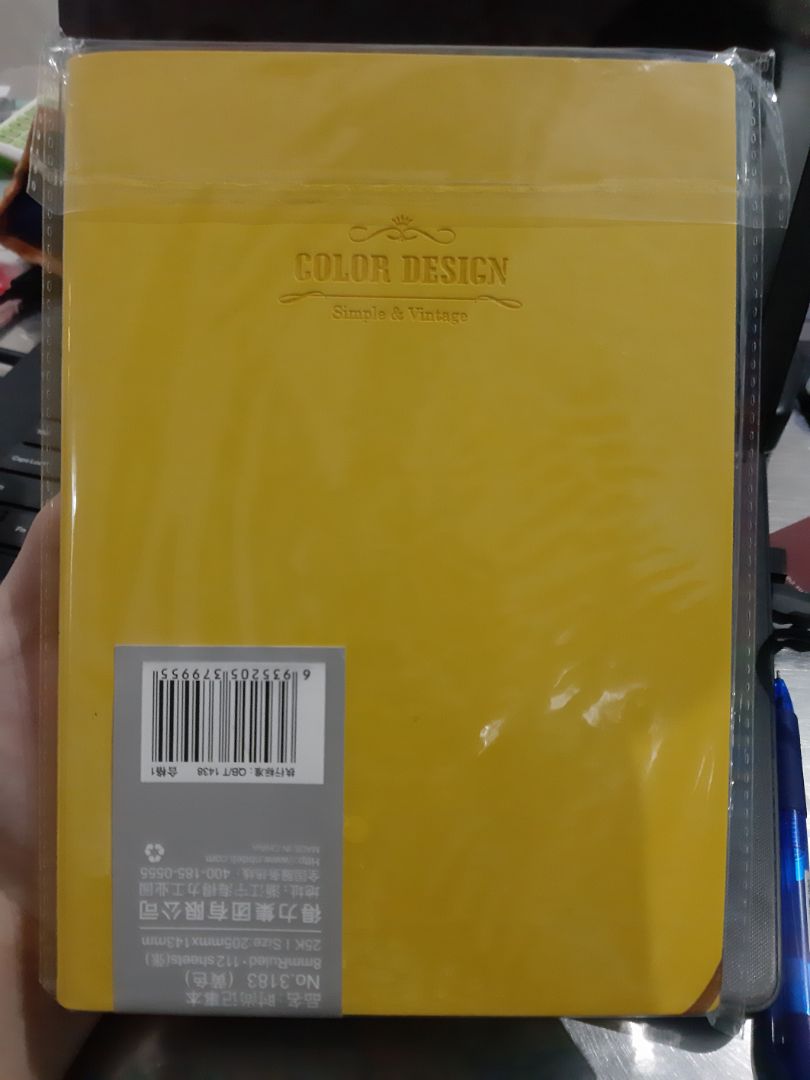 COLOR DESIGN
Simple & Vintage
品名:时尚记事本
No.3183 (黄色)
8mmRuled·112sheets(张)
25K | Size:205mmx143mm
得力集团有限公司
地址:浙江宁海得力工业园
全国服务热线:400-185-0555
Http://www.nbdeli.com
MADE IN CHINA
执行标准:QB/T 1438 合格1
6935205379955